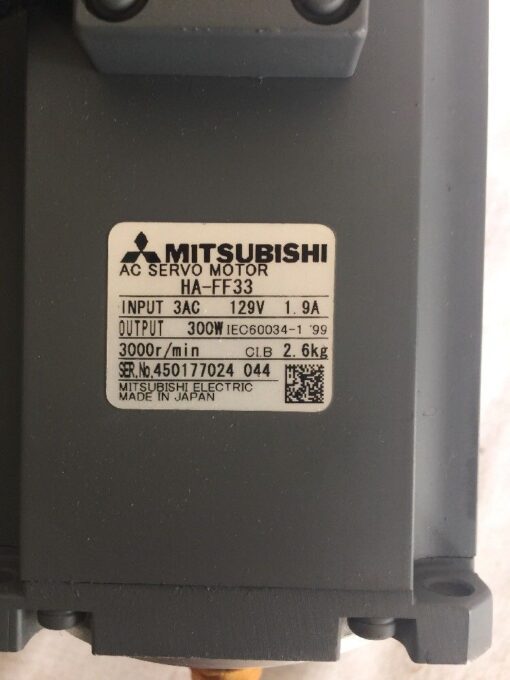 MITSUBISHI
AC SERVO MOTOR
HA-FF33
INPUT 3AC 129V 1.9A
OUTPUT 300W IEC60034-1 '99
3000r/min CI.B 2.6kg
SER.No.450177024 044
MITSUBISHI ELECTRIC
MADE IN JAPAN